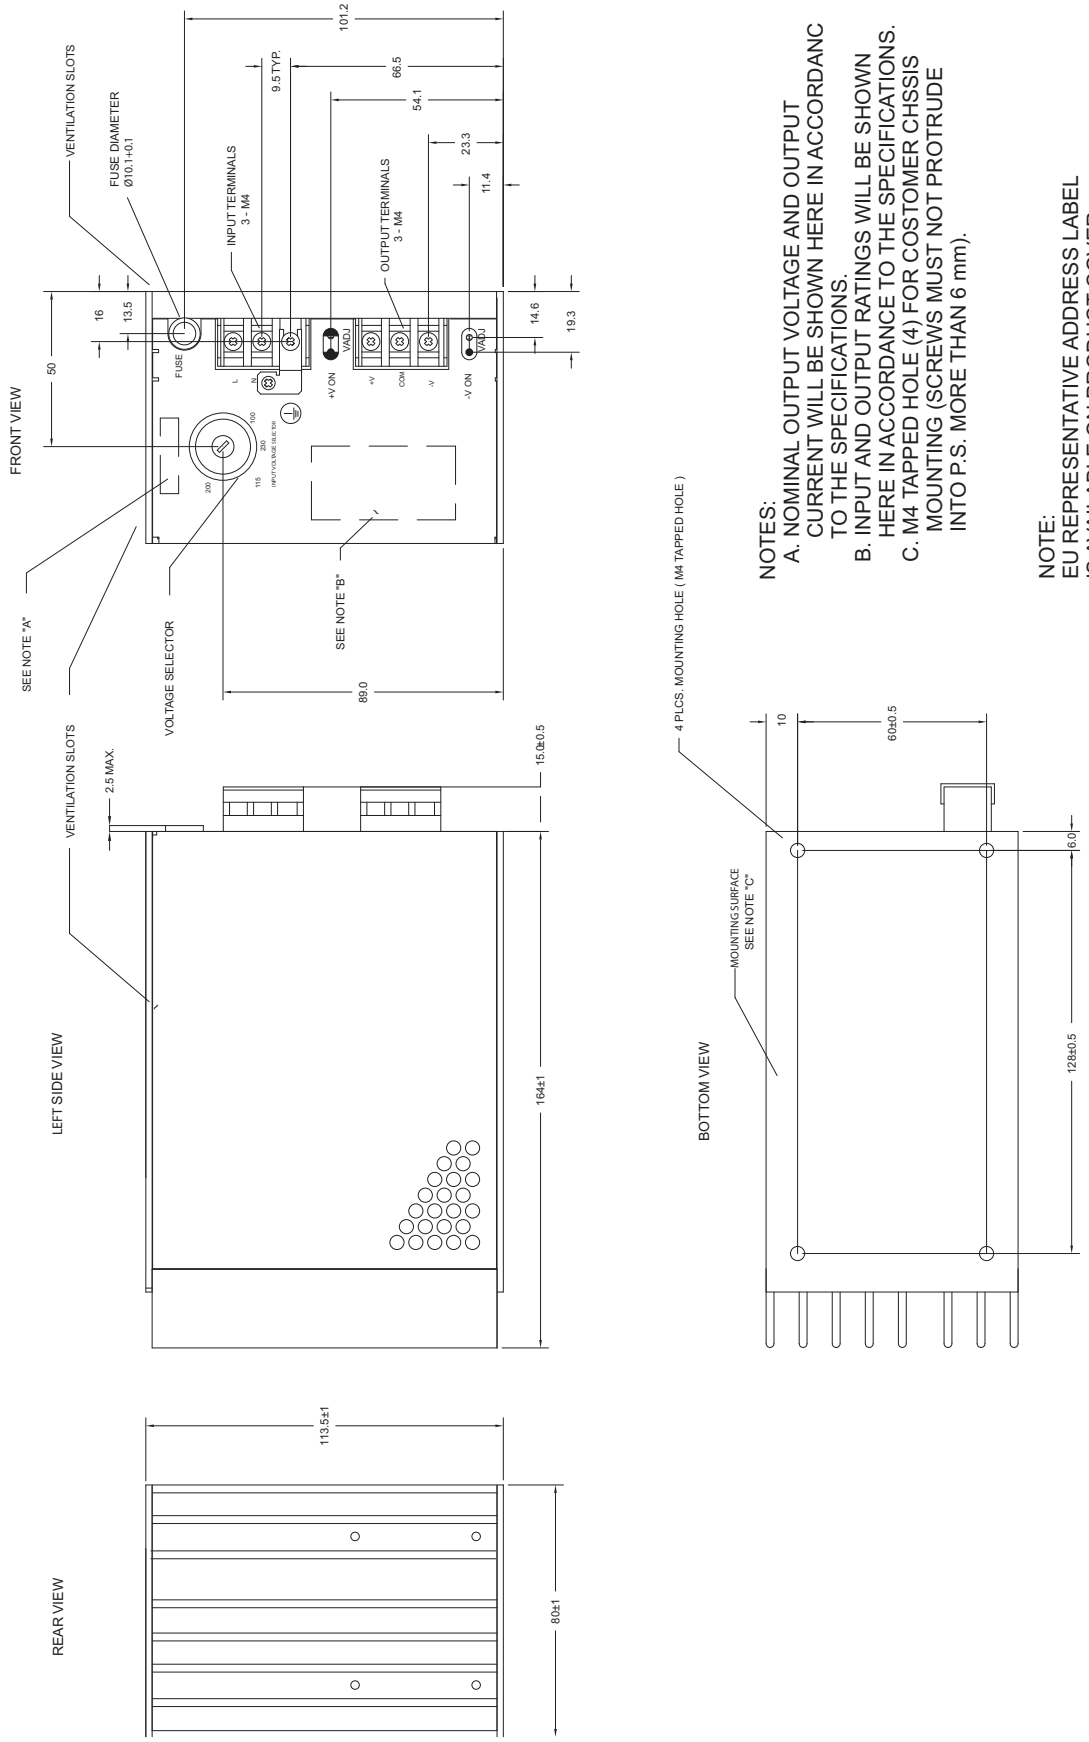 REAR VIEW
113.5±1
80±1
LEFT SIDE VIEW
VENTILATION SLOTS
2.5 MAX.
164±1
15.0±0.5
FRONT VIEW
SEE NOTE "A"
VENTILATION SLOTS
FUSE DIAMETER
Ø10.1+0.1
INPUT TERMINALS
3 - M4
OUTPUT TERMINALS
3 - M4
VOLTAGE SELECTOR
SEE NOTE "B"
50
16
13.5
101.2
9.5 TYP.
66.5
54.1
23.3
11.4
14.6
19.3
89.0
FUSE
L
N
+V ON
VADJ
+V
COM
-V
-V ON
VADJ
200
100
115
230
INPUT VOLTAGE SELECTOR
BOTTOM VIEW
MOUNTING SURFACE
SEE NOTE "C"
4 PLCS. MOUNTING HOLE ( M4 TAPPED HOLE )
10
60±0.5
6.0
128±0.5
NOTES:
A. NOMINAL OUTPUT VOLTAGE AND OUTPUT
CURRENT WILL BE SHOWN HERE IN ACCORDANC
TO THE SPECIFICATIONS.
B. INPUT AND OUTPUT RATINGS WILL BE SHOWN
HERE IN ACCORDANCE TO THE SPECIFICATIONS.
C. M4 TAPPED HOLE (4) FOR COSTOMER CHSSIS
MOUNTING (SCREWS MUST NOT PROTRUDE
INTO P.S. MORE THAN 6 mm).
NOTE:
EU REPRESENTATIVE ADDRESS LABEL
IS AVAILABLE ON PRODUCT COVER